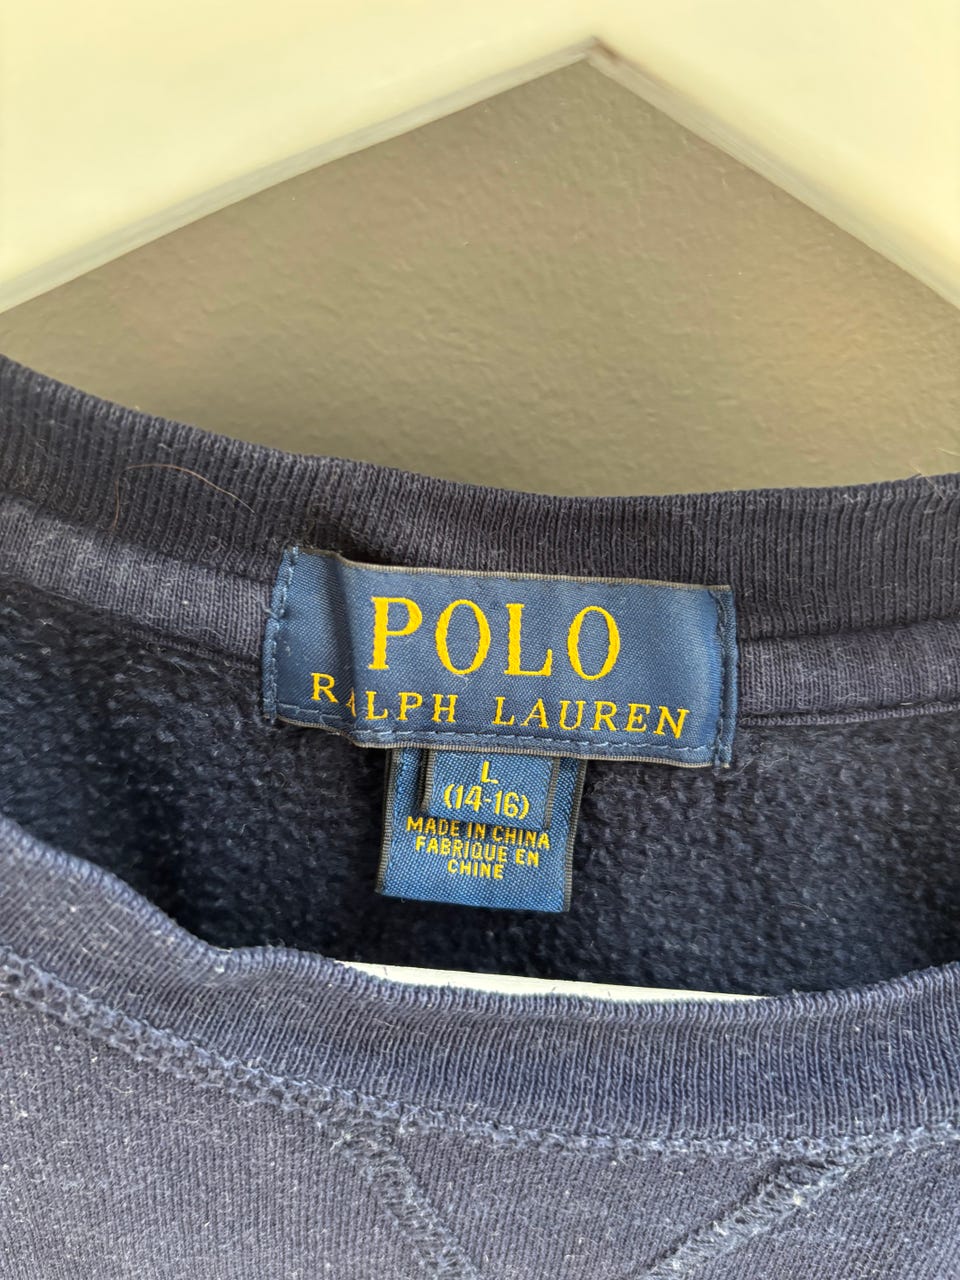 POLO
RALPH LAUREN
L
(14-16)
MADE IN CHINA
FABRIQUE EN
CHINE